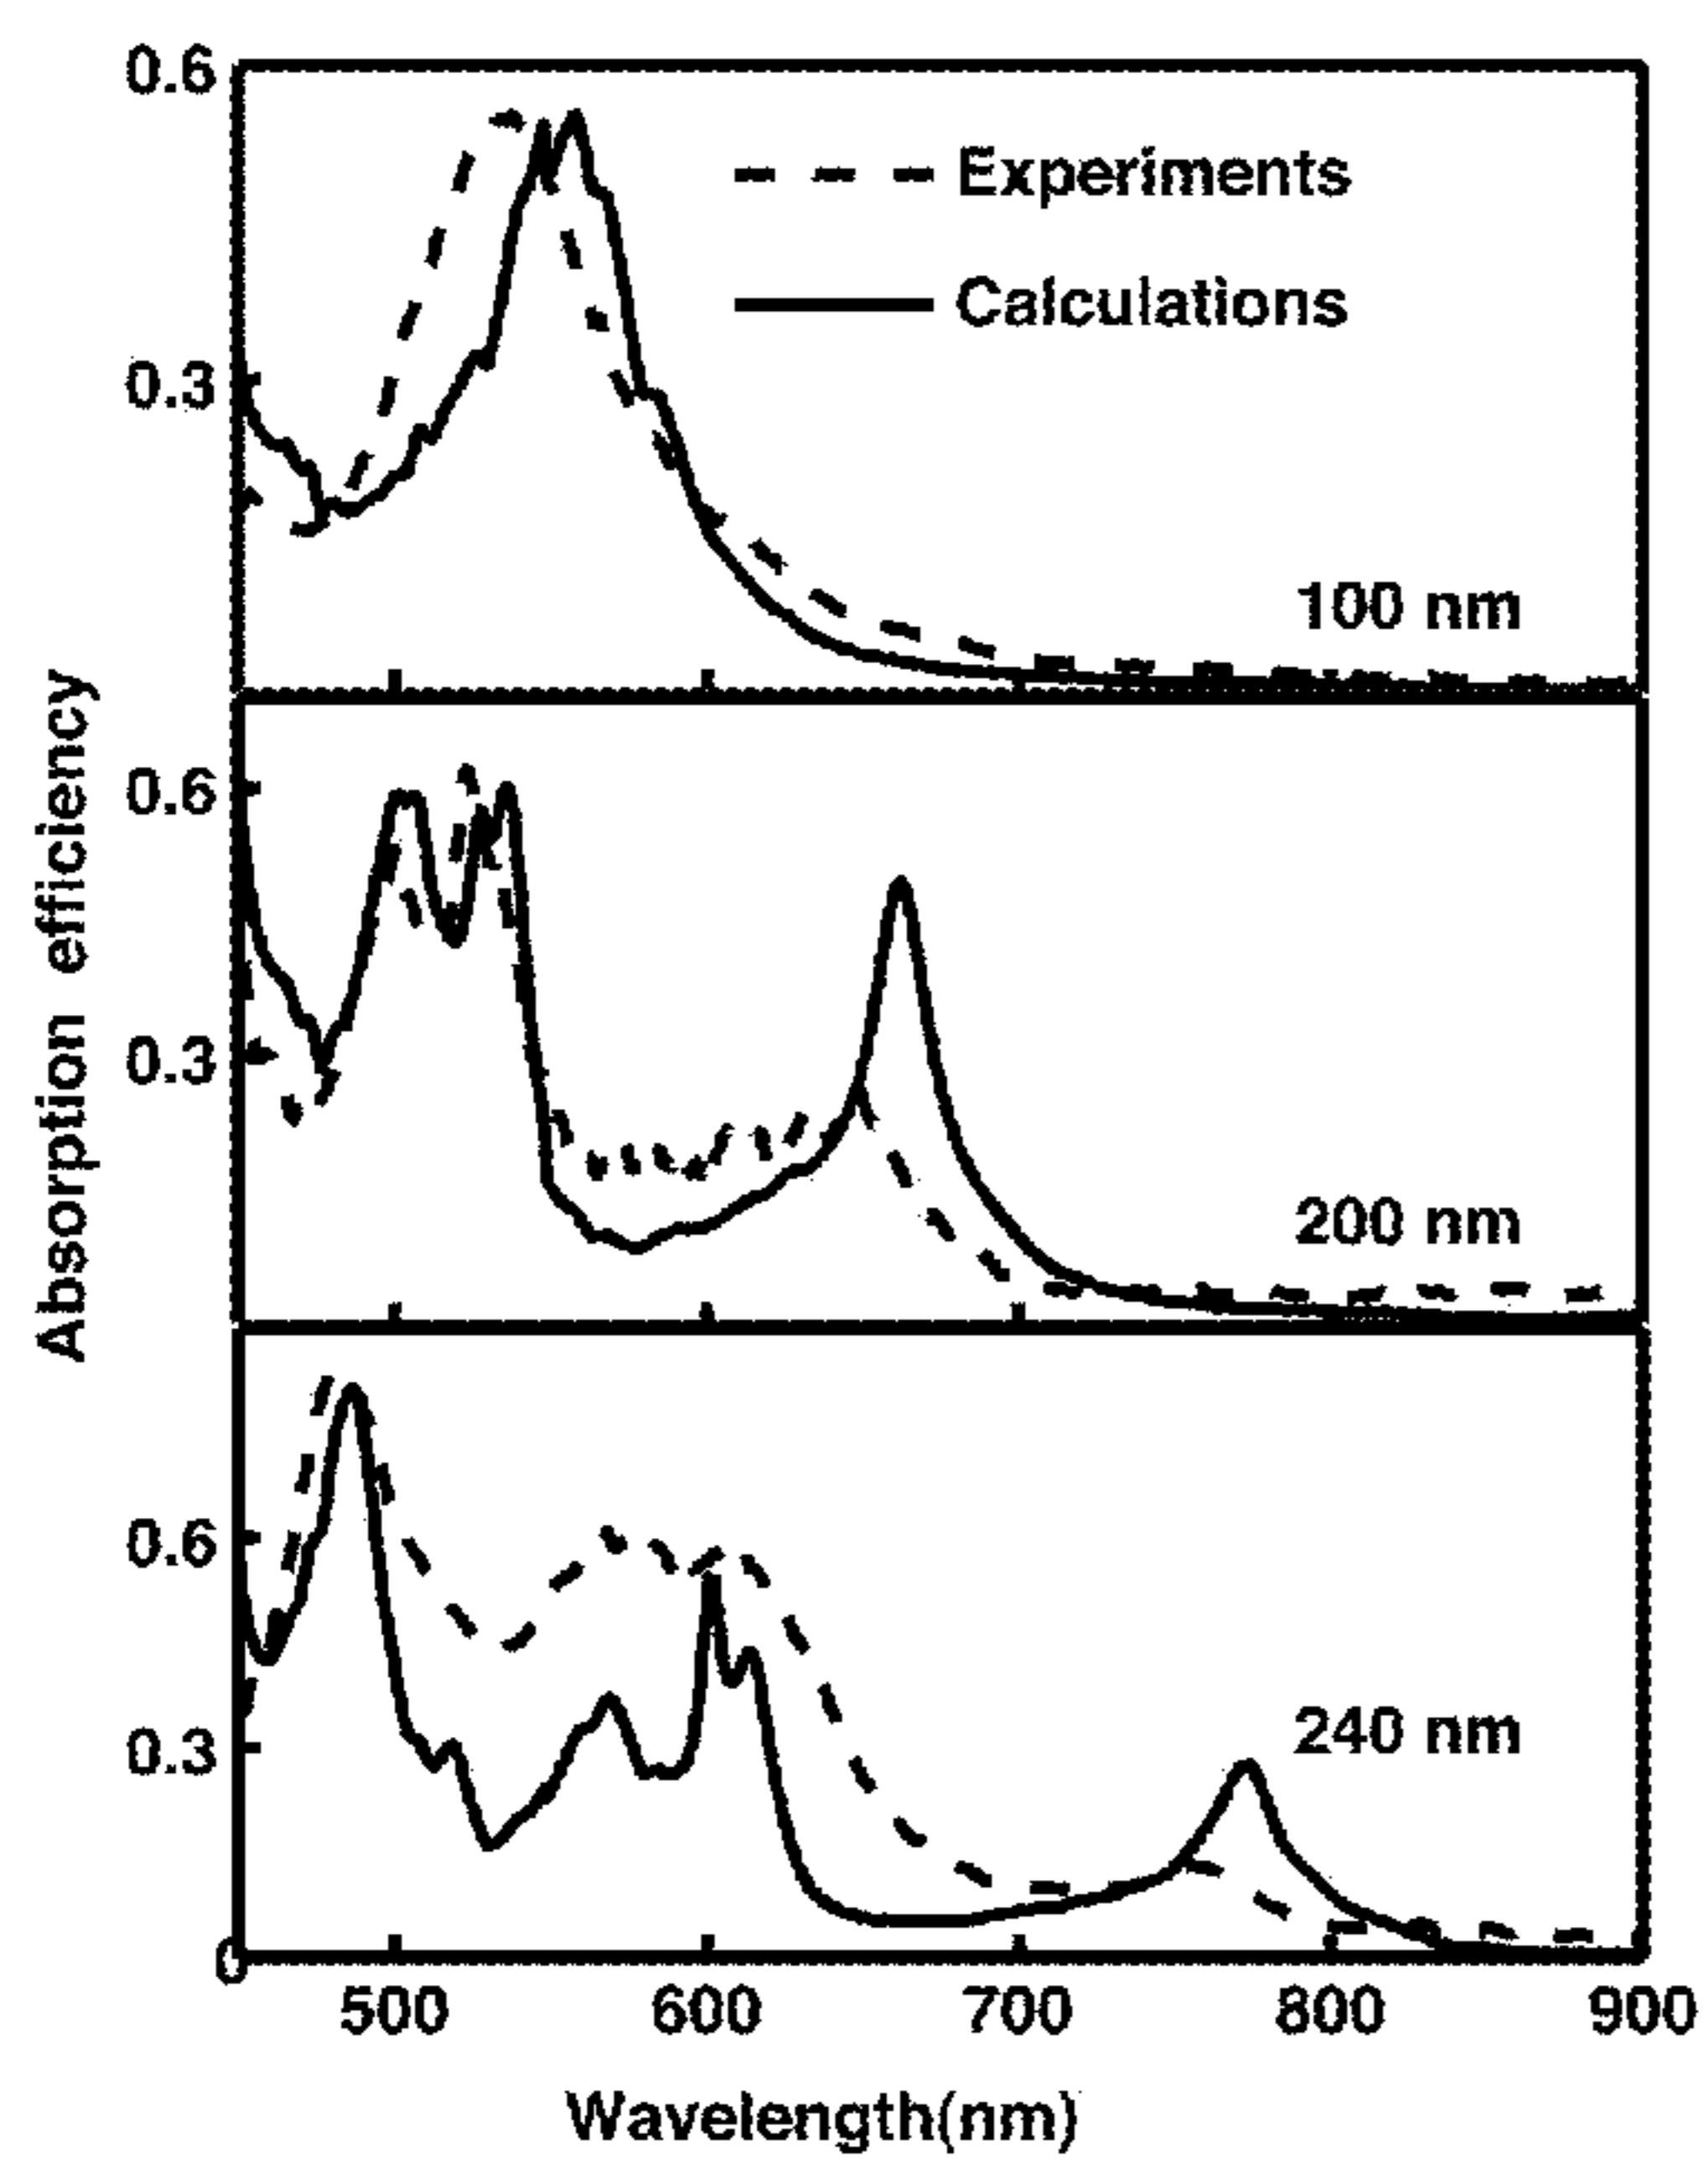 0.6
Experiments
Calculations
0.3
100 nm
Absorption efficiency
0.6
0.3
200 nm
0.6
0.3
240 nm
0
500 600 700 800 900
Wavelength(nm)